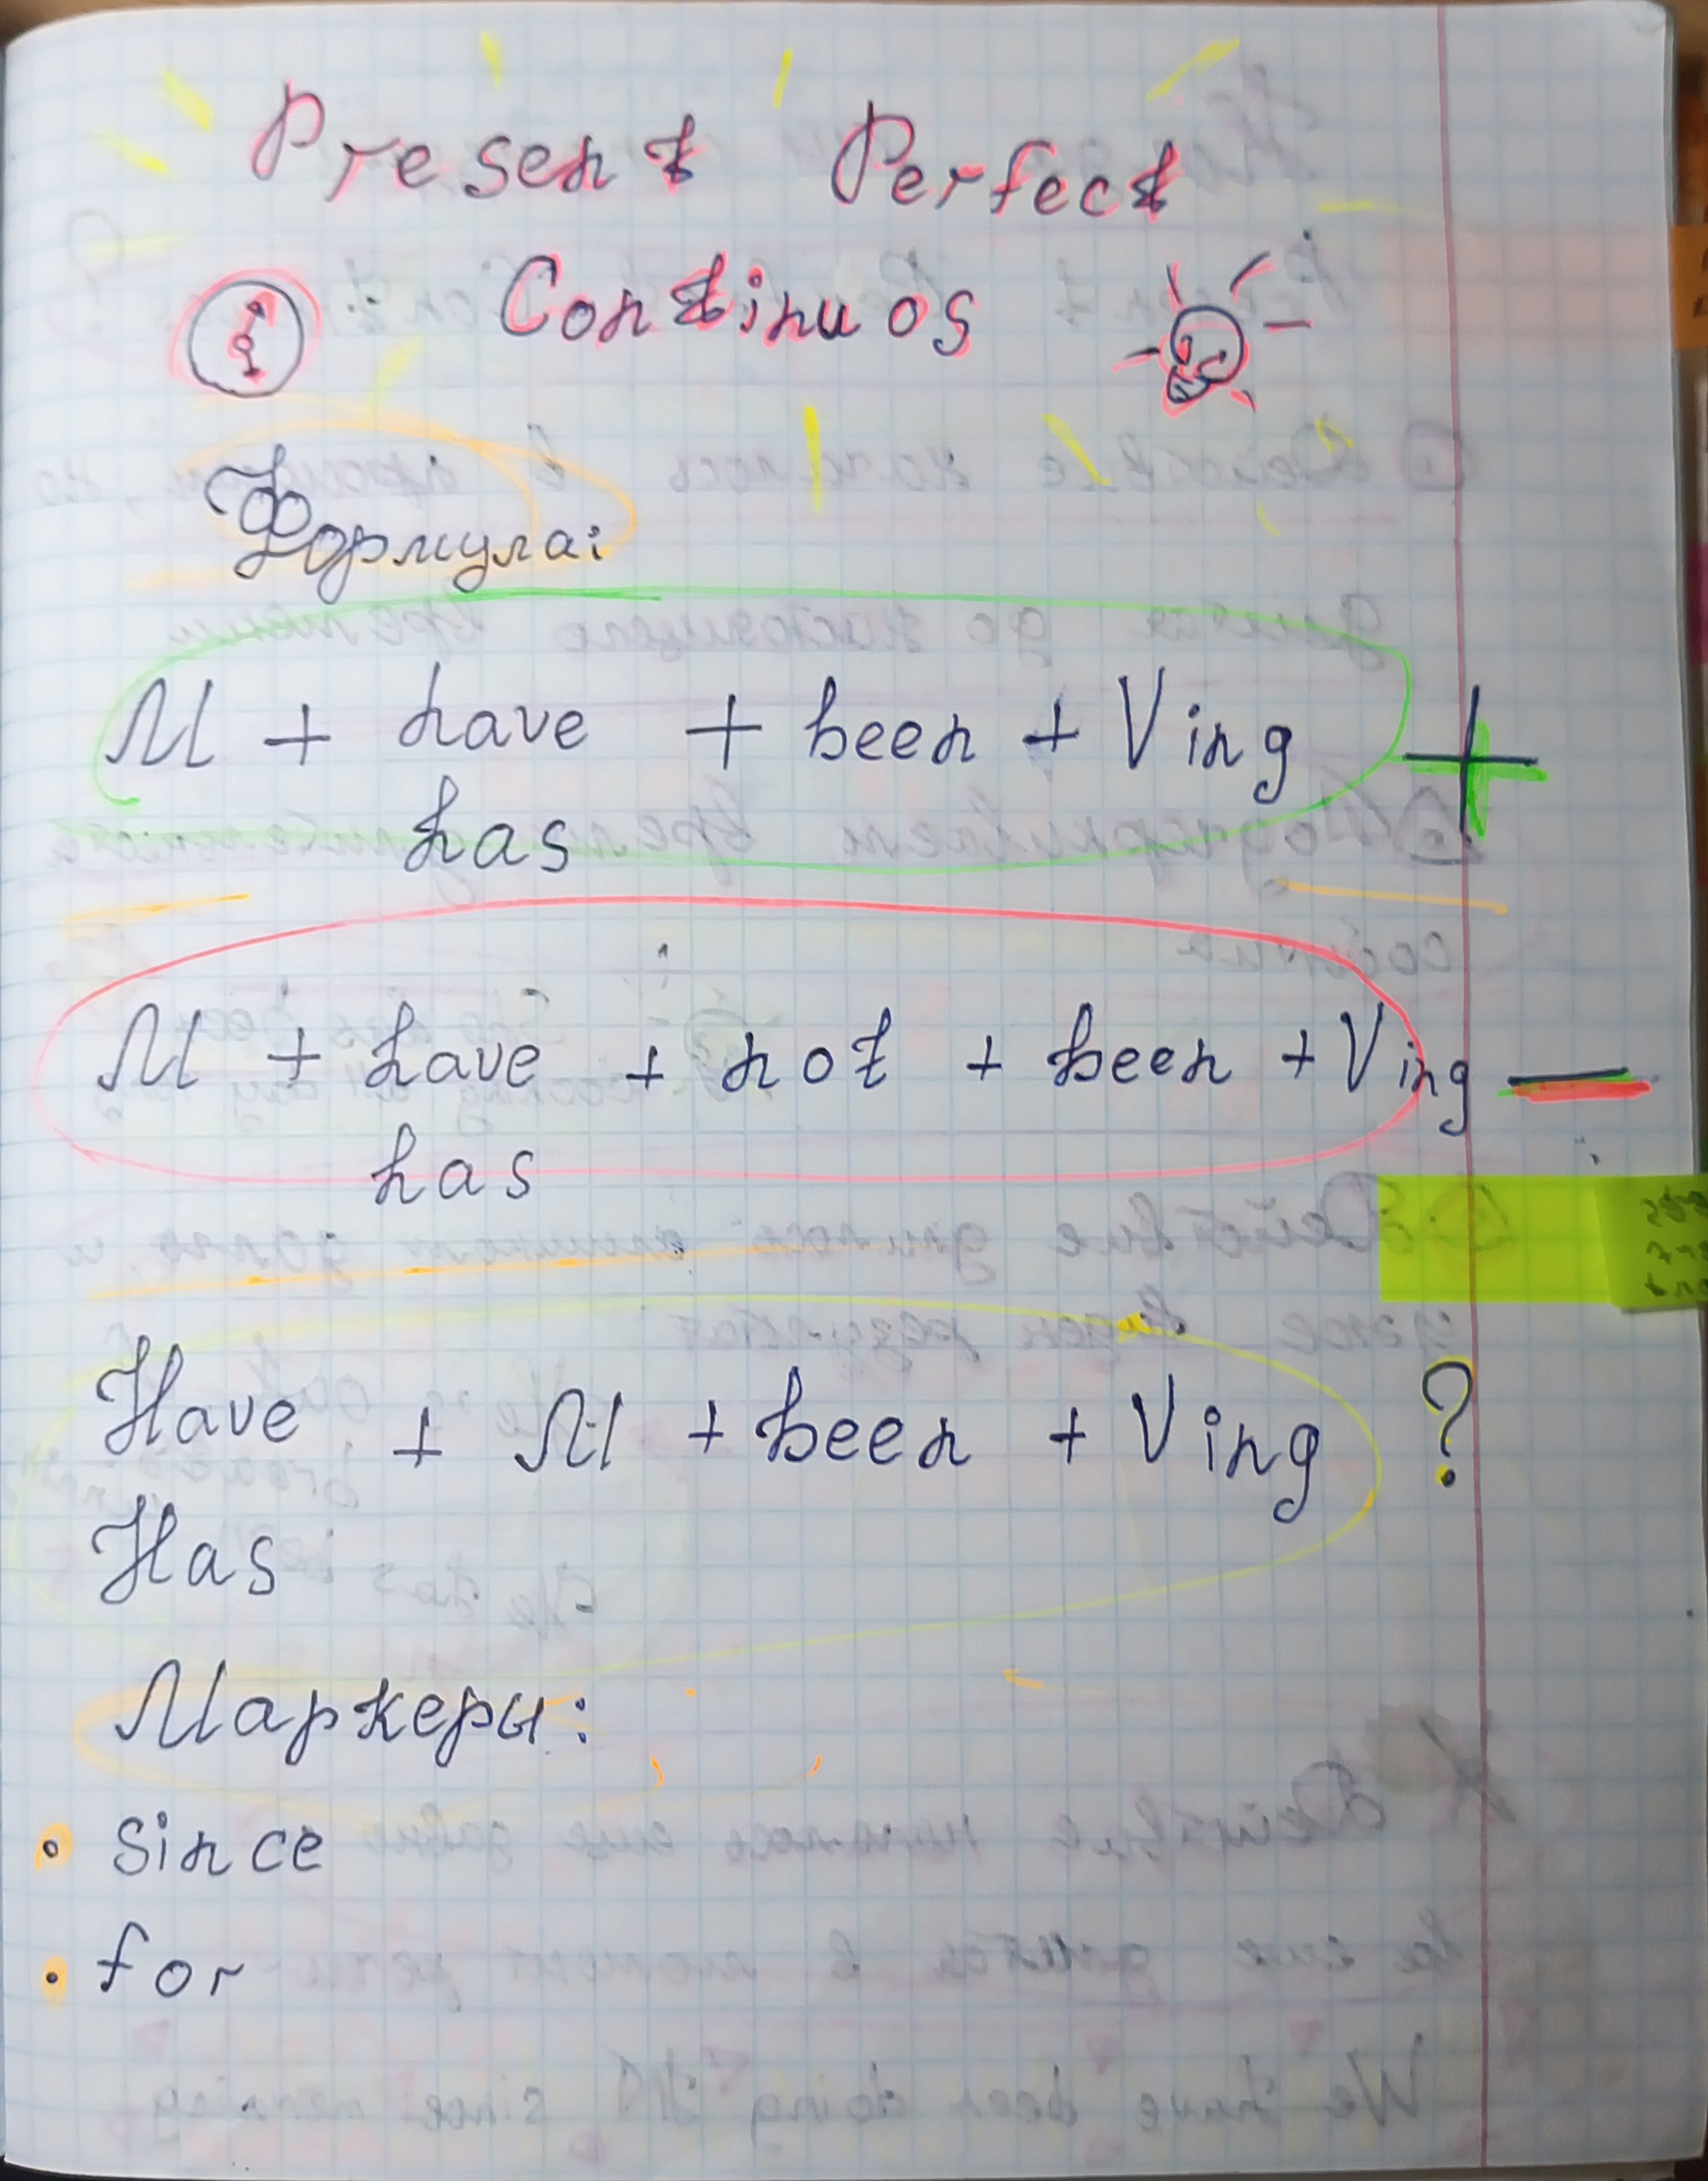 Present Perfect
Continuos
Формула:
М + have + been + Ving +
has
М + have + not + been + Ving —
has
Have + М + been + Ving ?
Has
Маркеры:
• since
• for